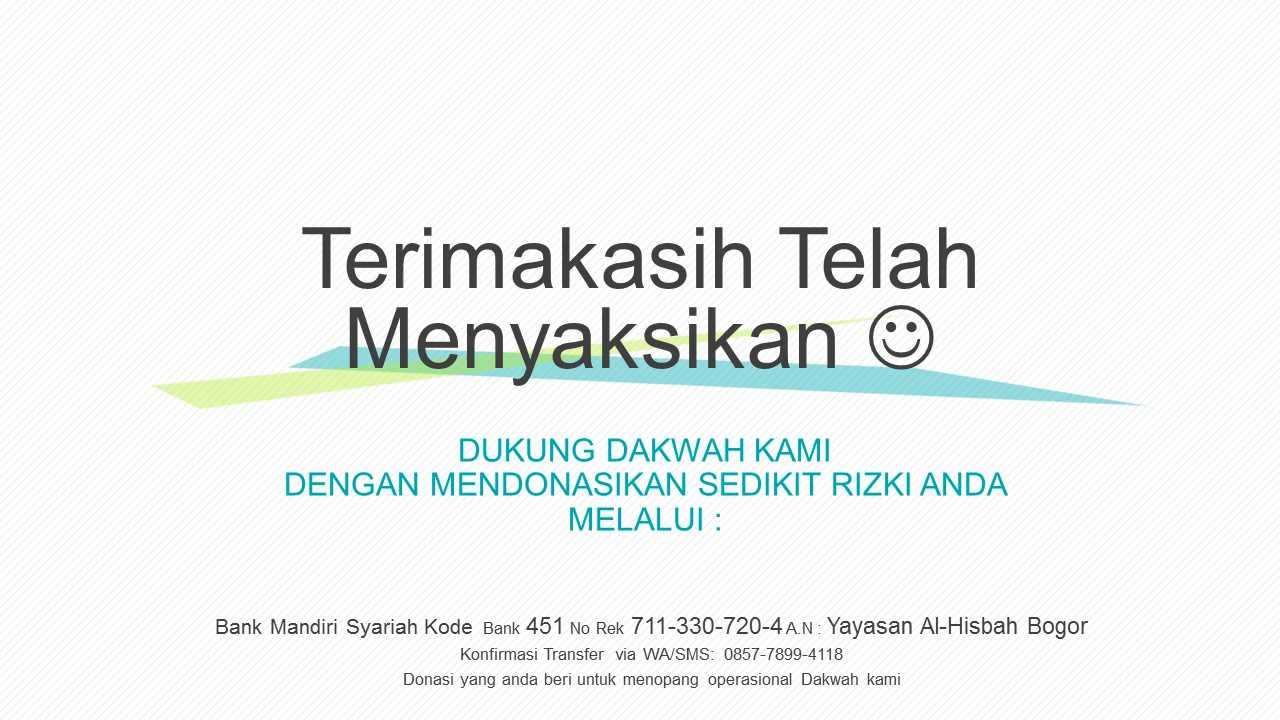 Terimakasih Telah
Menyaksikan ☺
DUKUNG DAKWAH KAMI
DENGAN MENDONASIKAN SEDIKIT RIZKI ANDA
MELALUI :
Bank Mandiri Syariah Kode Bank 451 No Rek 711-330-720-4 A.N : Yayasan Al-Hisbah Bogor
Konfirmasi Transfer via WA/SMS: 0857-7899-4118
Donasi yang anda beri untuk menopang operasional Dakwah kami